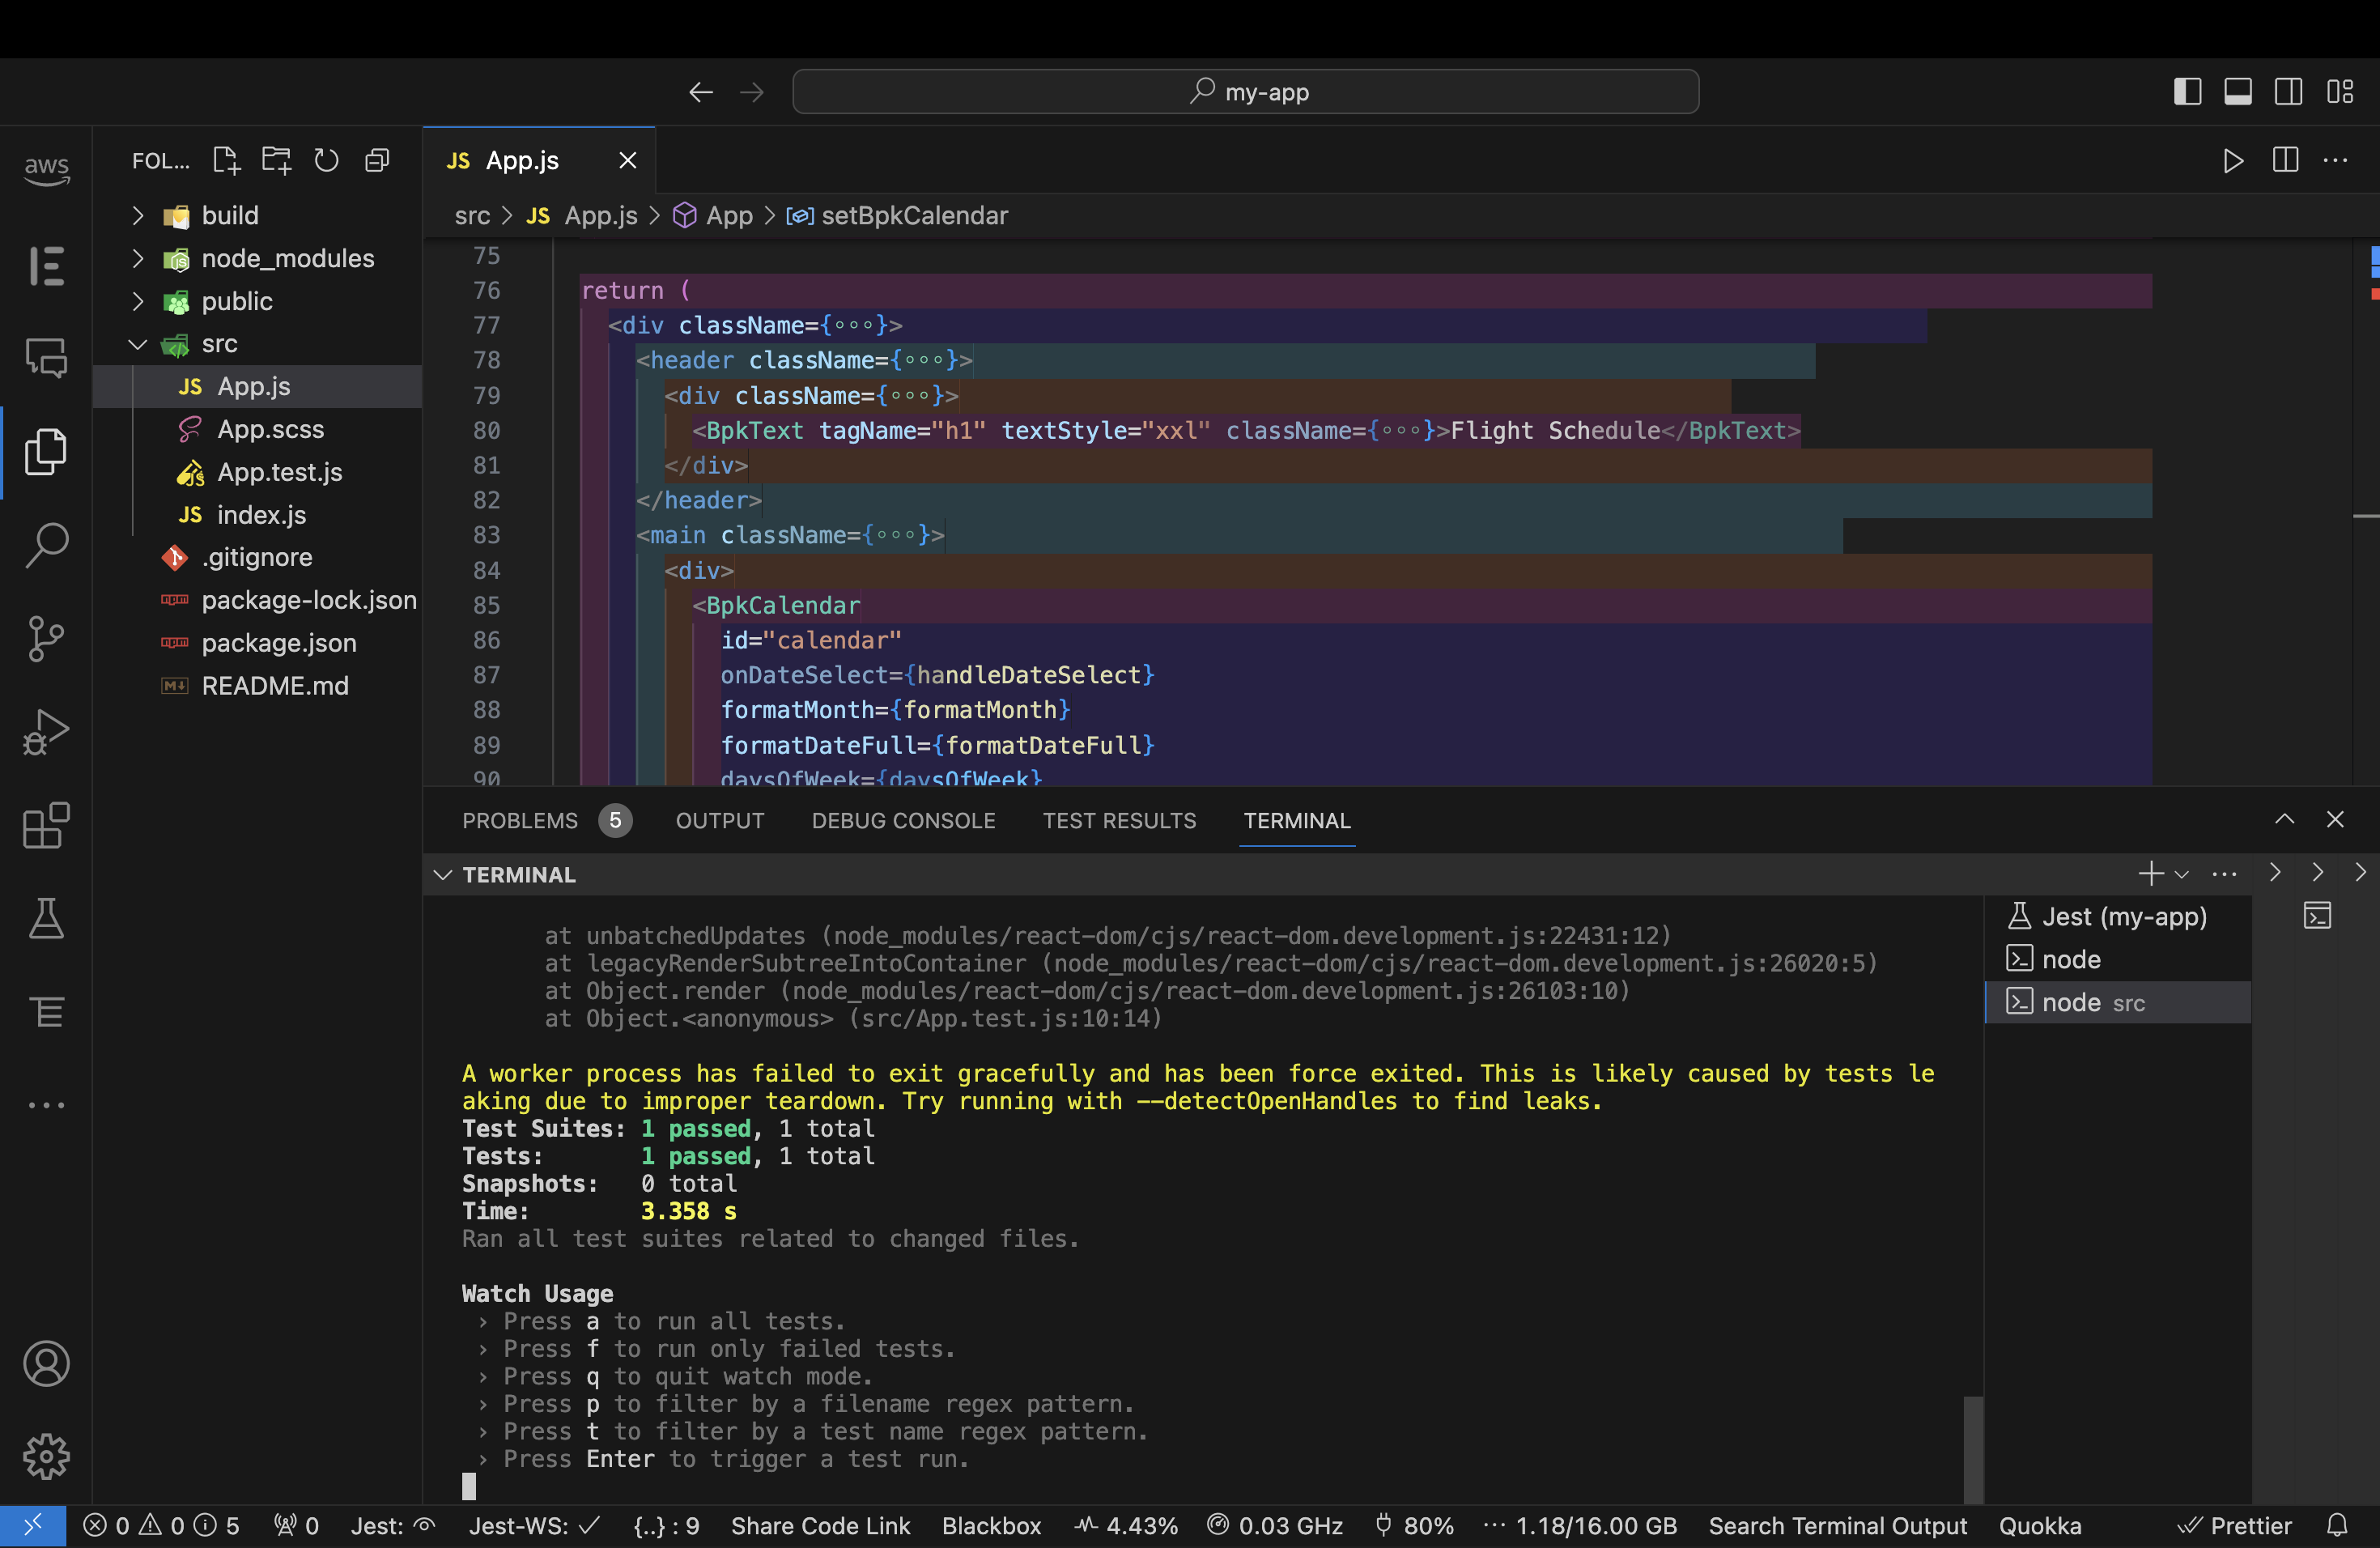 my-app
aws
FOL...
build
node_modules
public
src
JS App.js
App.scss
App.test.js
JS index.js
.gitignore
package-lock.json
package.json
README.md
JS App.js
src > JS App.js > App > setBpkCalendar
75
76 return (
77 <div className={∘∘∘}>
78 <header className={∘∘∘}>
79 <div className={∘∘∘}>
80 <BpkText tagName="h1" textStyle="xxl" className={∘∘∘}>Flight Schedule</BpkText>
81 </div>
82 </header>
83 <main className={∘∘∘}>
84 <div>
85 <BpkCalendar
86 id="calendar"
87 onDateSelect={handleDateSelect}
88 formatMonth={formatMonth}
89 formatDateFull={formatDateFull}
90 daysOfWeek={daysOfWeek}
PROBLEMS 5 OUTPUT DEBUG CONSOLE TEST RESULTS TERMINAL
TERMINAL
at unbatchedUpdates (node_modules/react-dom/cjs/react-dom.development.js:22431:12)
at legacyRenderSubtreeIntoContainer (node_modules/react-dom/cjs/react-dom.development.js:26020:5)
at Object.render (node_modules/react-dom/cjs/react-dom.development.js:26103:10)
at Object.<anonymous> (src/App.test.js:10:14)
A worker process has failed to exit gracefully and has been force exited. This is likely caused by tests le
aking due to improper teardown. Try running with --detectOpenHandles to find leaks.
Test Suites: 1 passed, 1 total
Tests: 1 passed, 1 total
Snapshots: 0 total
Time: 3.358 s
Ran all test suites related to changed files.
Watch Usage
› Press a to run all tests.
› Press f to run only failed tests.
› Press q to quit watch mode.
› Press p to filter by a filename regex pattern.
› Press t to filter by a test name regex pattern.
› Press Enter to trigger a test run.
Jest (my-app)
node
node src
0 0 5 0 Jest: Jest-WS: ✓ {..} : 9 Share Code Link Blackbox 4.43% 0.03 GHz 80% ··· 1.18/16.00 GB Search Terminal Output Quokka Prettier